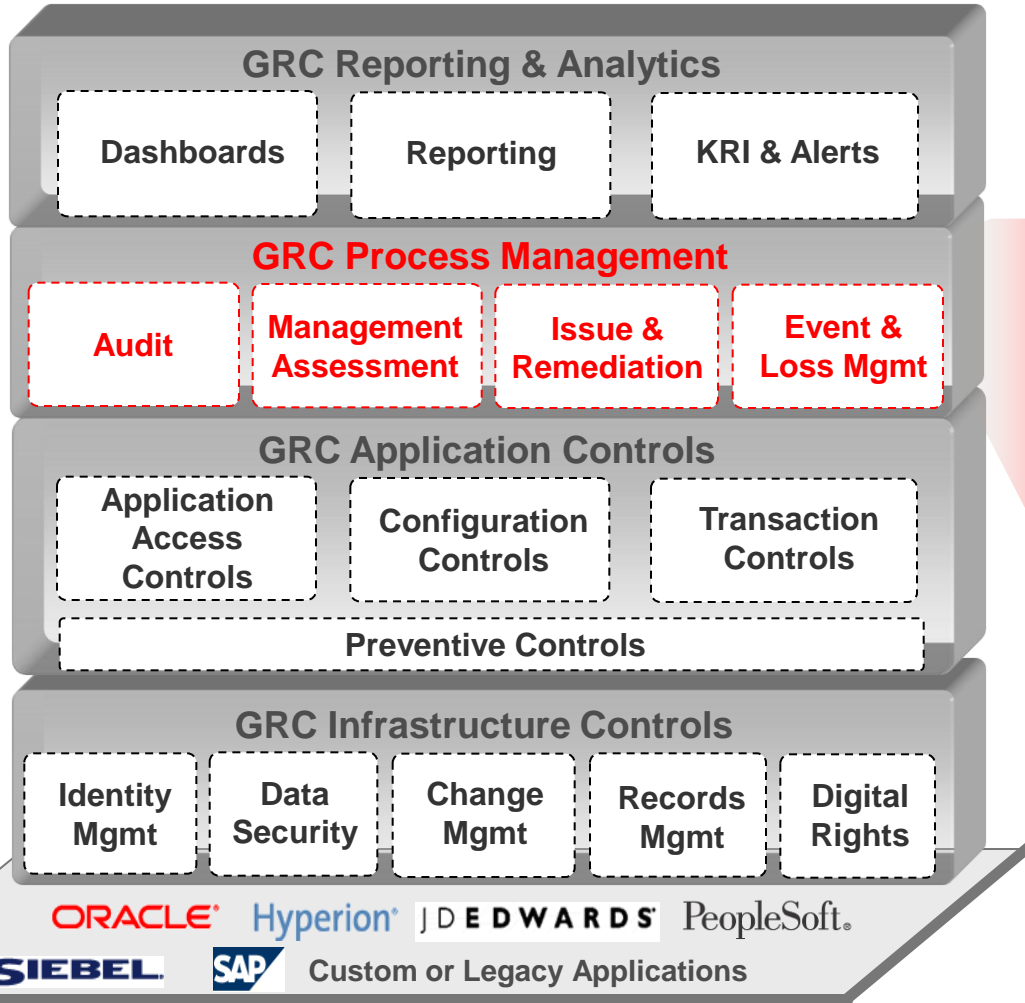 GRC Reporting & Analytics
Dashboards
Reporting
KRI & Alerts
GRC Process Management
Audit
Management
Assessment
Issue &
Remediation
Event &
Loss Mgmt
GRC Application Controls
Application
Access
Controls
Configuration
Controls
Transaction
Controls
Preventive Controls
GRC Infrastructure Controls
Identity
Mgmt
Data
Security
Change
Mgmt
Records
Mgmt
Digital
Rights
ORACLE® Hyperion® JDEDWARDS® PeopleSoft®
SIEBEL. SAP Custom or Legacy Applications